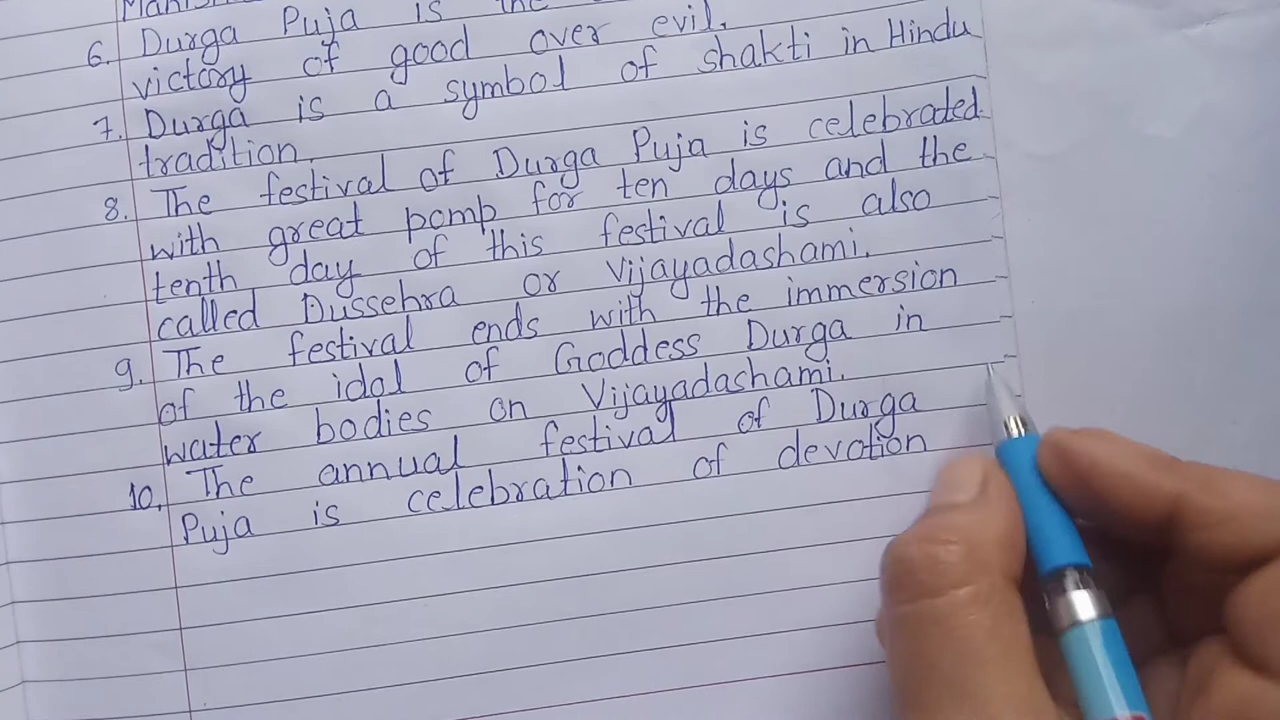 6. Durga Puja is the
victory of good over evil.
7. Durga is a symbol of shakti in Hindu
tradition.
8. The festival of Durga Puja is celebrated
with great pomp for ten days and the
tenth day of this festival is also
called Dussehra or Vijayadashami.
9. The festival ends with the immersion
of the idol of Goddess Durga in
water bodies on Vijayadashami.
10. The annual festival of Durga
Puja is celebration of devotion